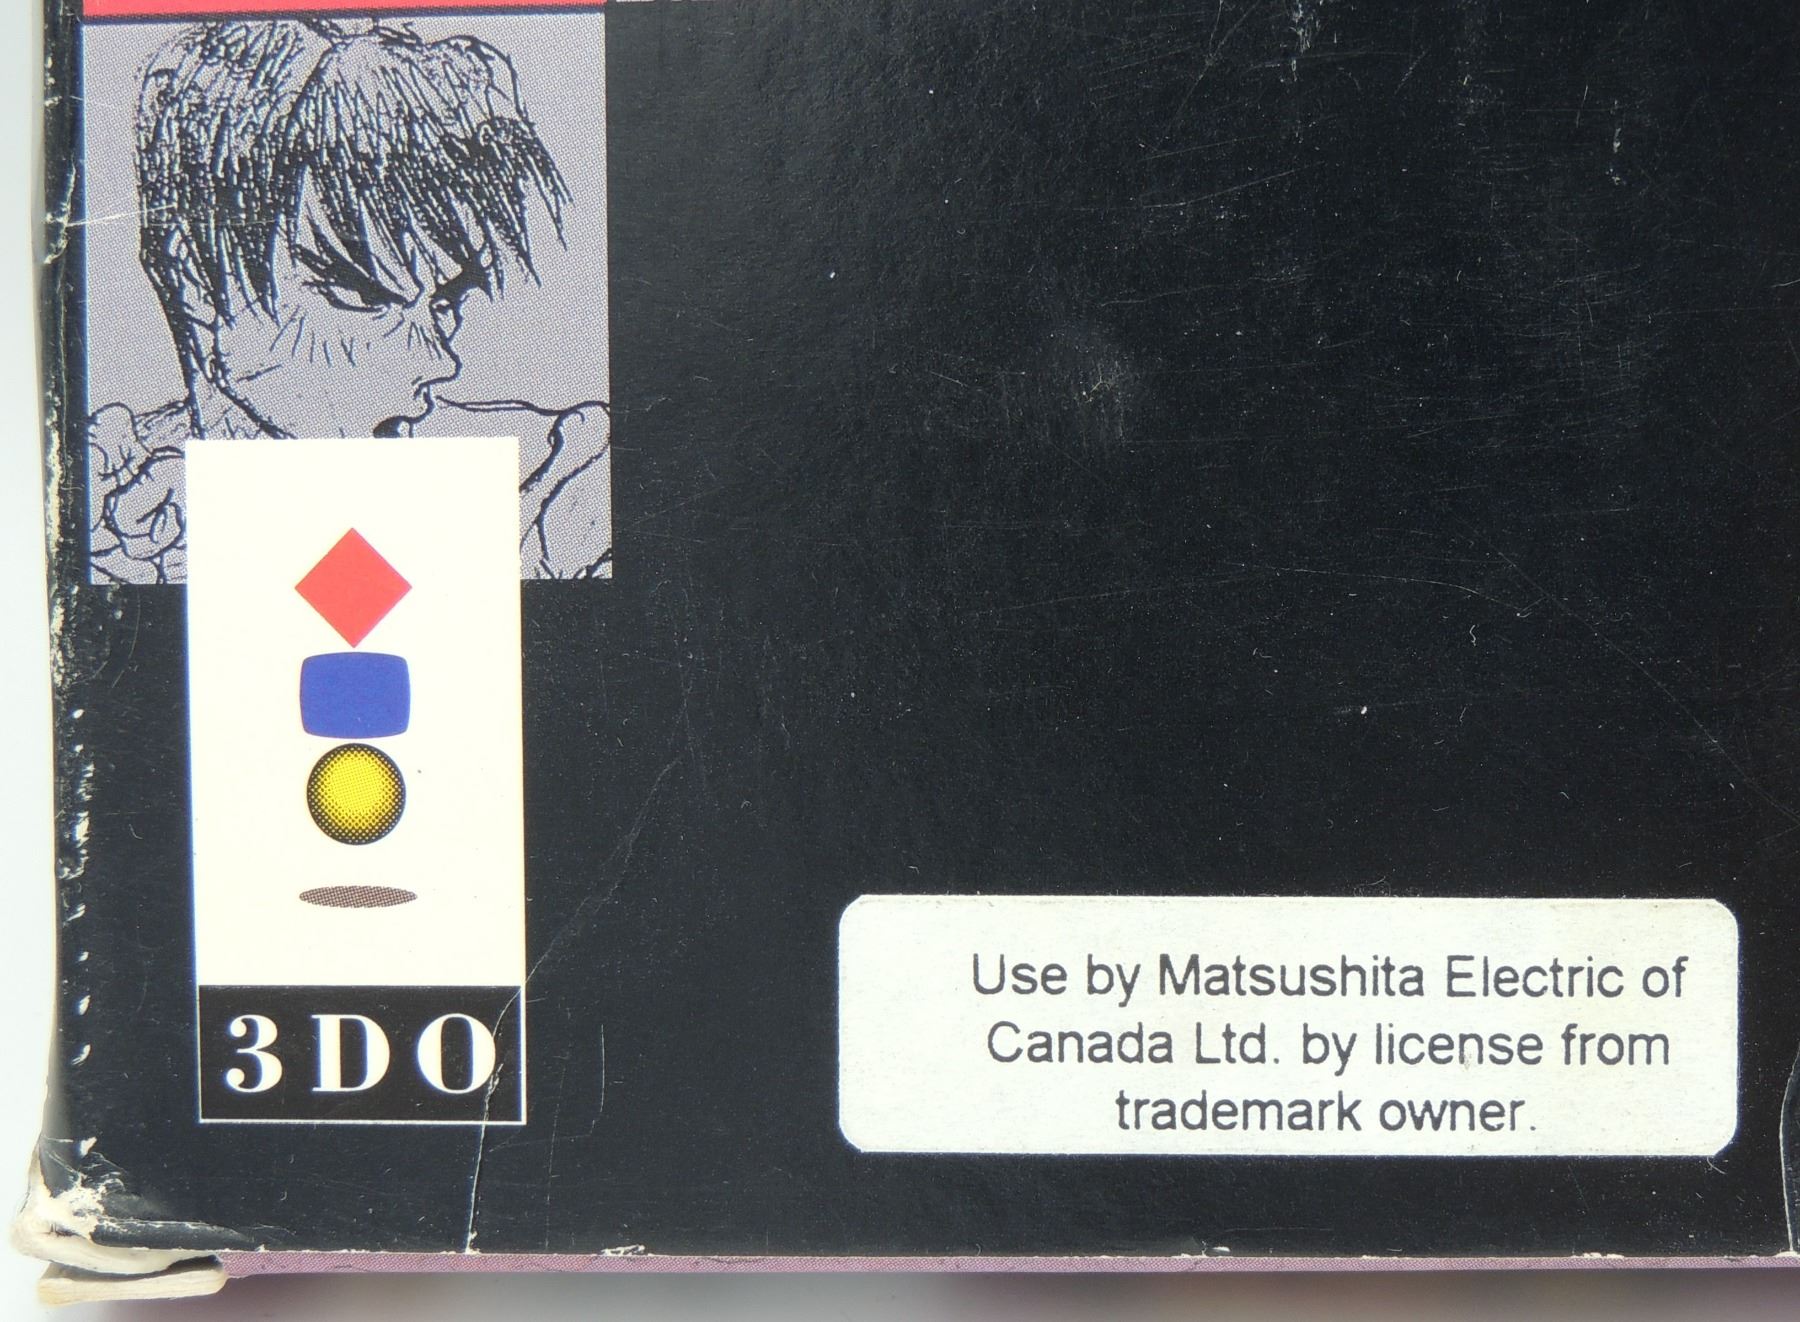 3DO
Use by Matsushita Electric of
Canada Ltd. by license from
trademark owner.